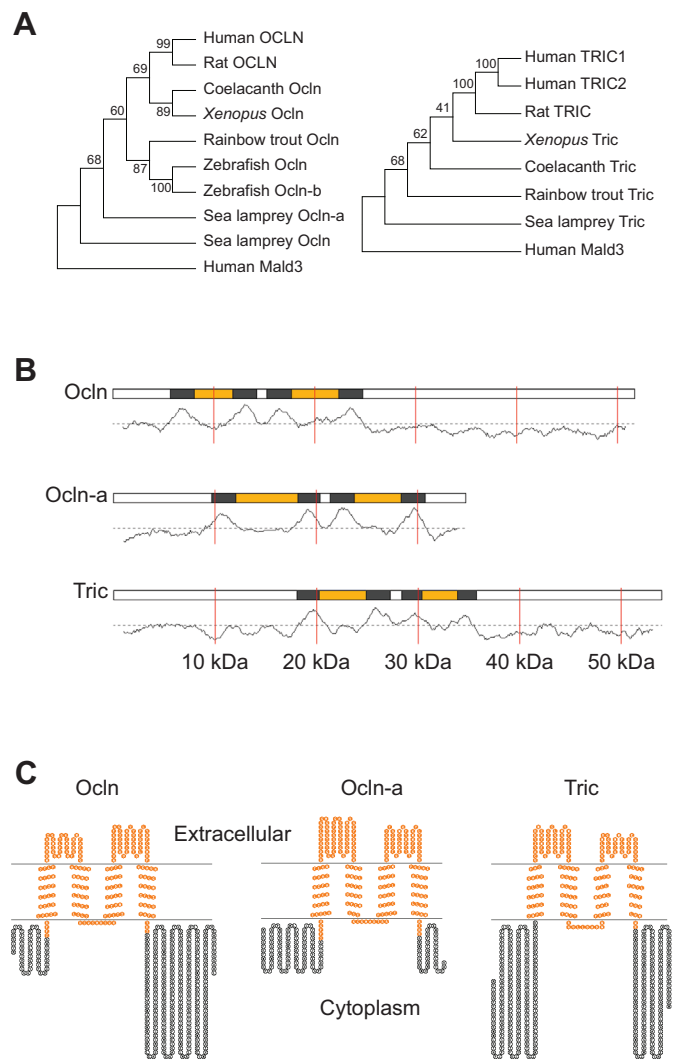 A
Human OCLN
Rat OCLN
Coelacanth Ocln
Xenopus Ocln
Rainbow trout Ocln
Zebrafish Ocln
Zebrafish Ocln-b
Sea lamprey Ocln-a
Sea lamprey Ocln
Human Mald3
99
69
89
60
87
100
68
Human TRIC1
Human TRIC2
Rat TRIC
Xenopus Tric
Coelacanth Tric
Rainbow trout Tric
Sea lamprey Tric
Human Mald3
100
100
41
62
68
B
Ocln
Ocln-a
Tric
10 kDa 20 kDa 30 kDa 40 kDa 50 kDa
C
Ocln Ocln-a Tric
Extracellular
Cytoplasm